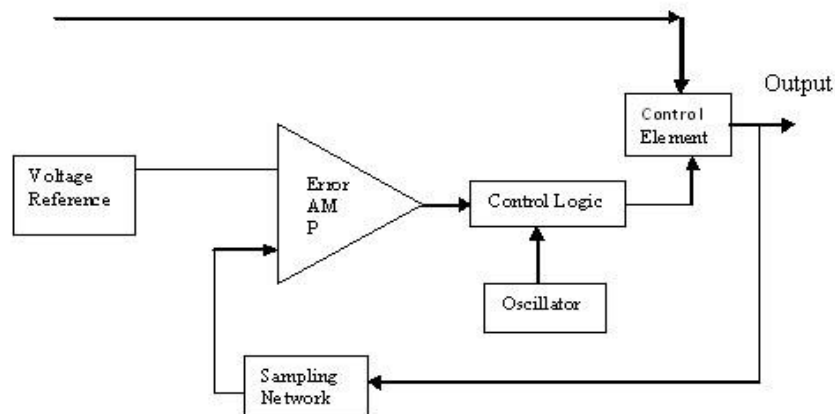 Output
Control
Element
Voltage
Reference
Error
AM
P
Control Logic
Oscillator
Sampling
Network